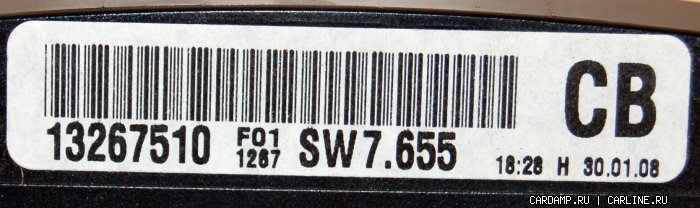 CB
13267510 F01 1267 SW7.655
18:28 H 30.01.08
CARDAMP.RU | CARLINE.RU